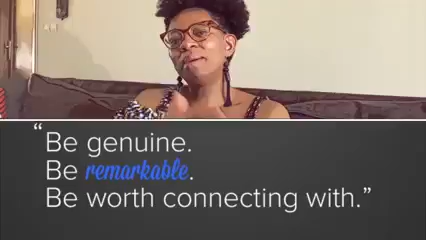 “Be genuine.
Be remarkable.
Be worth connecting with.”